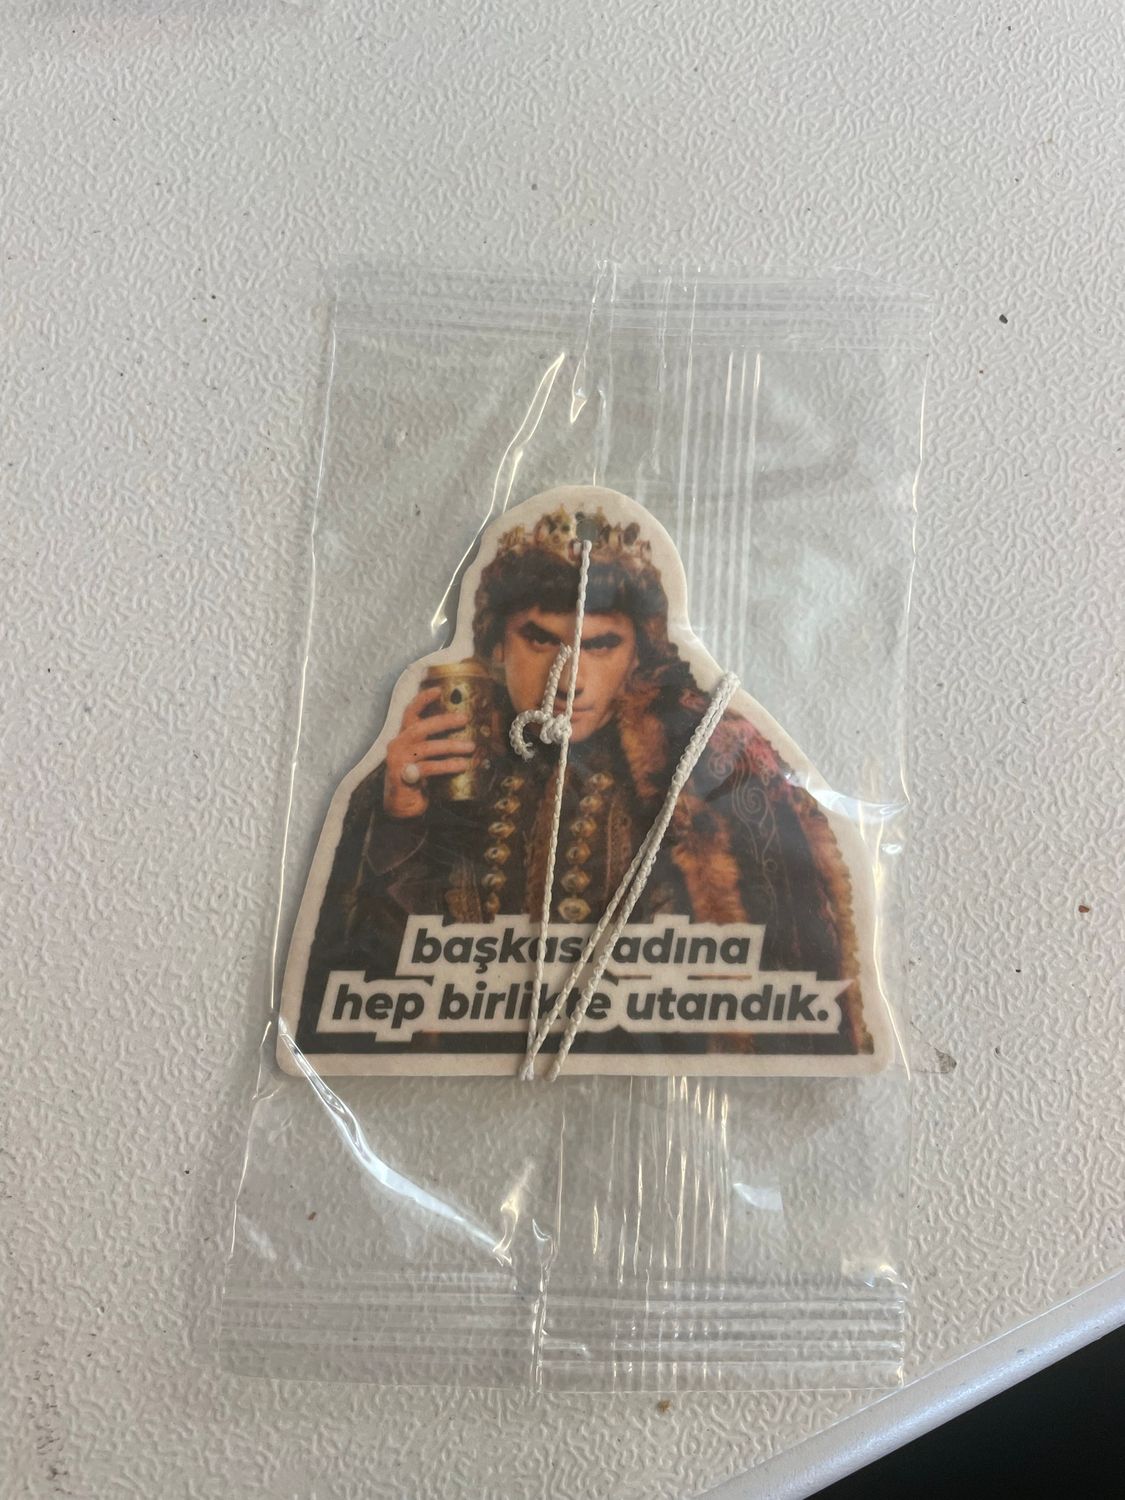 başkası adına
hep birlikte utandık.